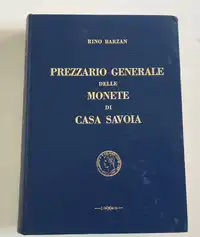 RINO BARZAN
PREZZARIO GENERALE
DELLE
MONETE
DI
CASA SAVOIA